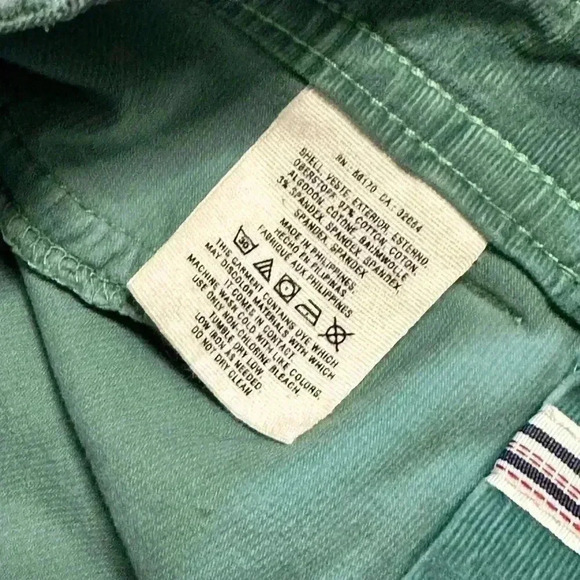 RN: 66170 CA: 32664
SHELL, VESTE, EXTERIOR, ESTERNO,
OBERSTOFF: 97% COTTON, COTON,
ALGODON, COTONE, BAUMWOLLE
3% SPANDEX, SPANDEX, SPANDEX,
SPANDEX, SPANDEX
MADE IN PHILIPPINES
HECHO EN FILIPINAS
FABRIQUE AUX PHILIPPINES
30
THIS GARMENT CONTAINS DYE WHICH
MAY DISCOLOR MATERIALS WITH WHICH
IT COMES IN CONTACT.
MACHINE WASH COLD WITH LIKE COLORS.
USE ONLY NON-CHLORINE BLEACH.
TUMBLE DRY LOW.
LOW IRON AS NEEDED.
DO NOT DRY CLEAN